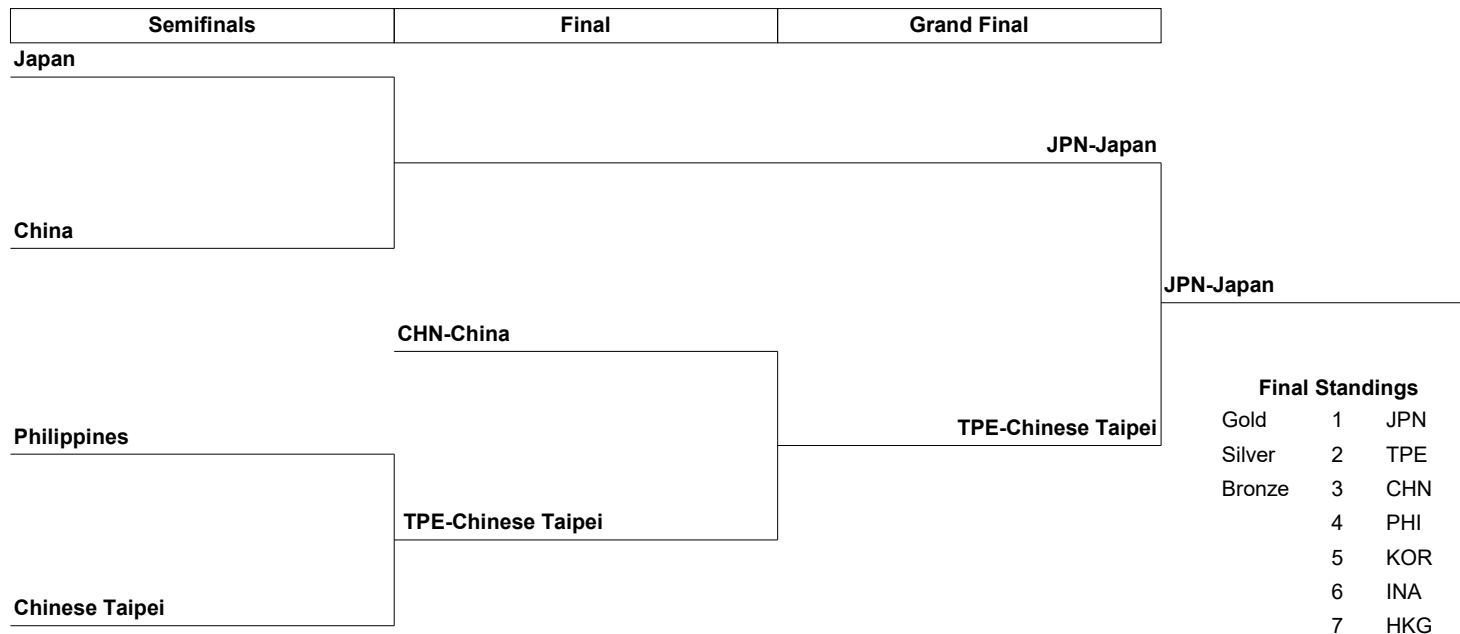 Semifinals Final Grand Final
Japan
JPN-Japan
China
JPN-Japan
CHN-China
Final Standings
Gold 1 JPN
Philippines
TPE-Chinese Taipei
Silver 2 TPE
Bronze 3 CHN
TPE-Chinese Taipei
4 PHI
5 KOR
6 INA
Chinese Taipei
7 HKG